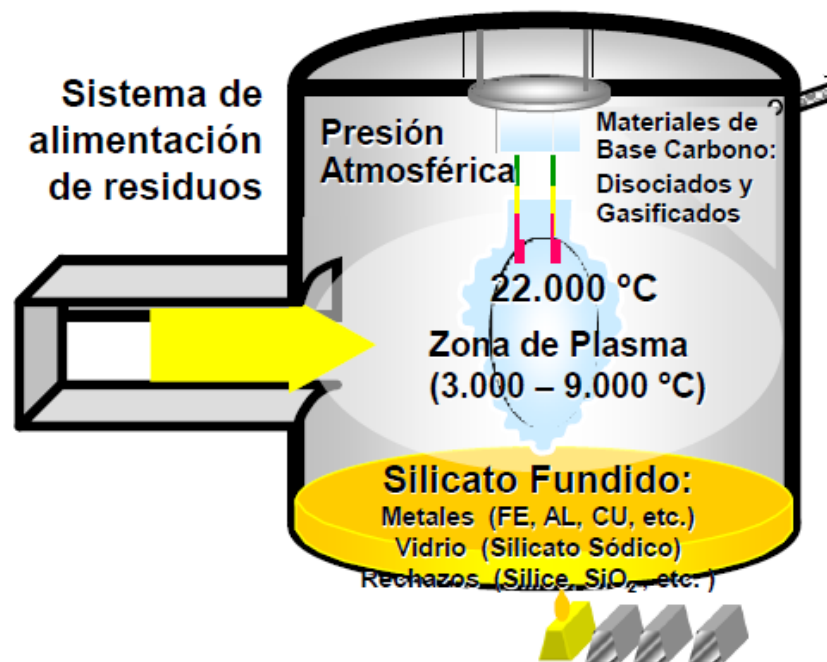 Sistema de
alimentación
de residuos
Presión
Atmosférica
Materiales de
Base Carbono:
Disociados y
Gasificados
22.000 ºC
Zona de Plasma
(3.000 – 9.000 ºC)
Silicato Fundido:
Metales (FE, AL, CU, etc.)
Vidrio (Silicato Sódico)
Rechazos (Silice, SiO₂, etc. )